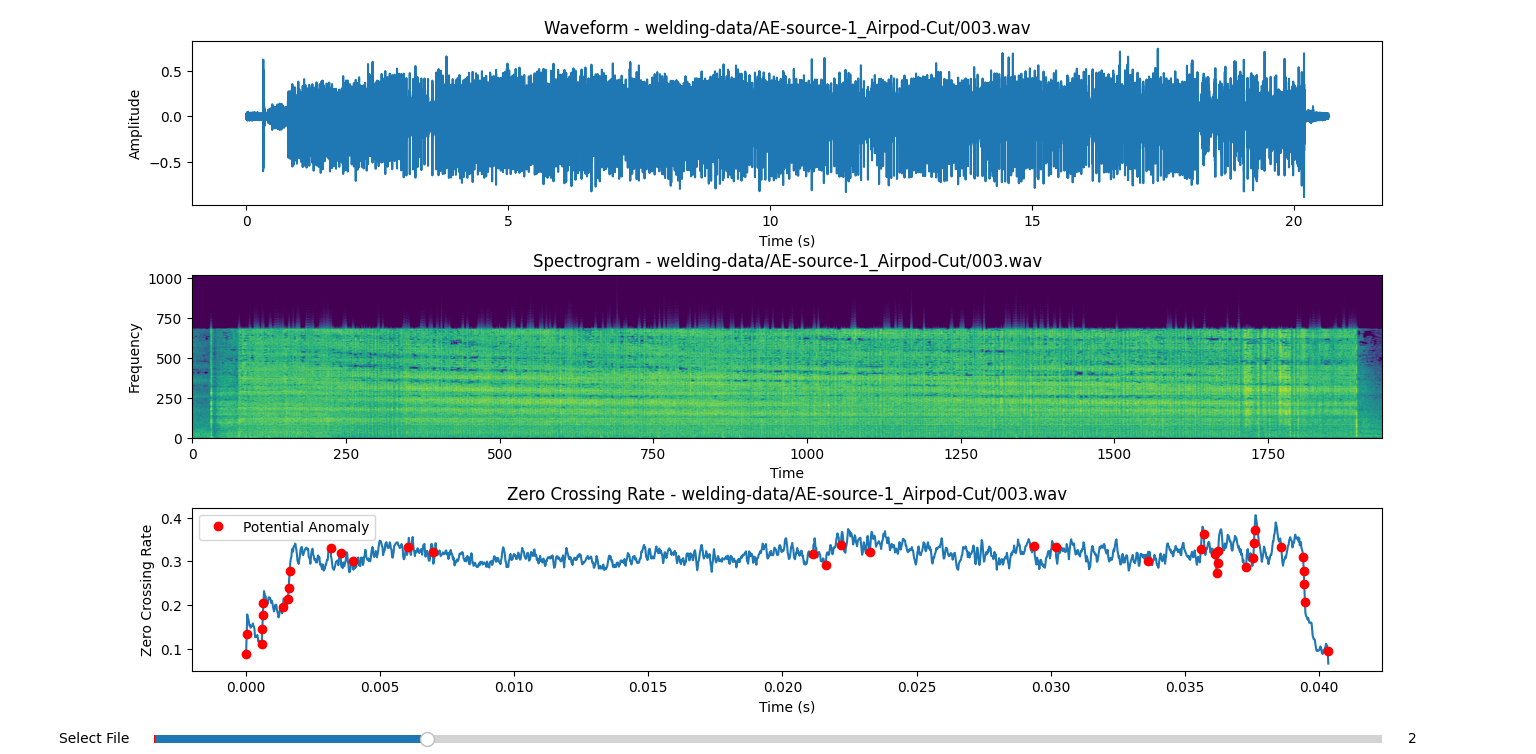 Waveform - welding-data/AE-source-1_Airpod-Cut/003.wav
0.5
0.0
−0.5
Amplitude
0 5 10 15 20
Time (s)
Spectrogram - welding-data/AE-source-1_Airpod-Cut/003.wav
1000
750
500
250
0
Frequency
0 250 500 750 1000 1250 1500 1750
Time
Zero Crossing Rate - welding-data/AE-source-1_Airpod-Cut/003.wav
Potential Anomaly
0.4
0.3
0.2
0.1
Zero Crossing Rate
0.000 0.005 0.010 0.015 0.020 0.025 0.030 0.035 0.040
Time (s)
Select File 2